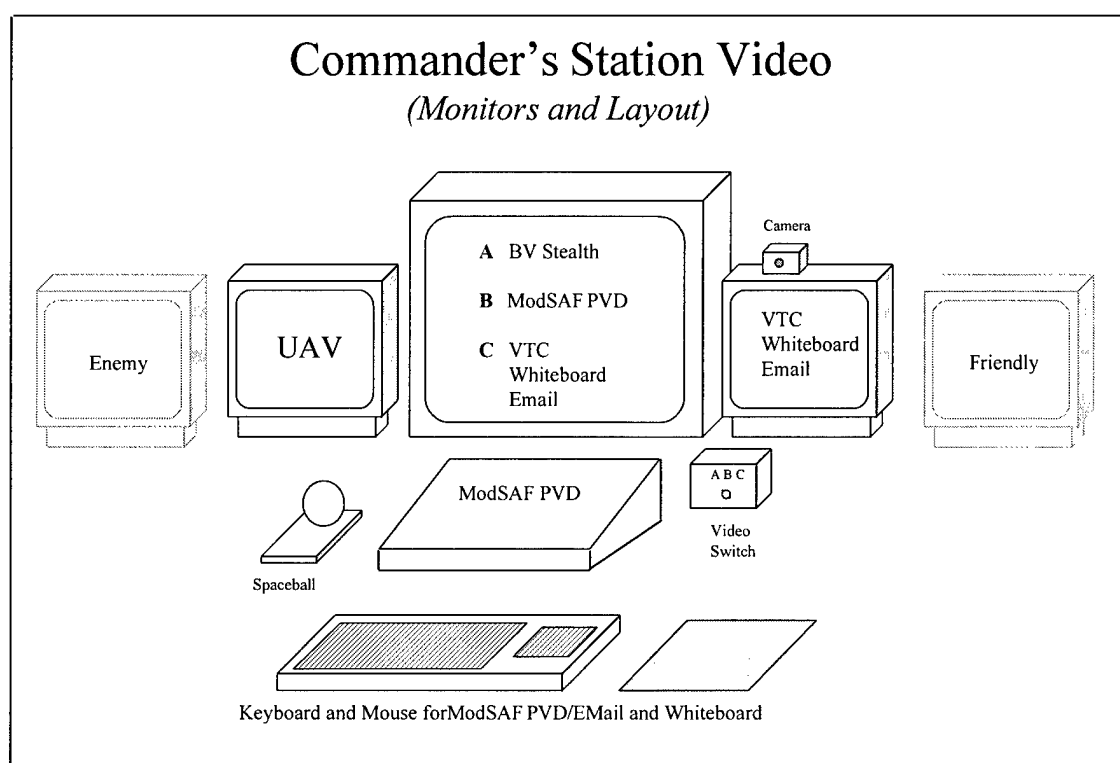 Commander's Station Video
(Monitors and Layout)
Camera
A BV Stealth
B ModSAF PVD
C VTC
Whiteboard
Email
Enemy
UAV
VTC
Whiteboard
Email
Friendly
ModSAF PVD
A B C
Video
Switch
Spaceball
Keyboard and Mouse forModSAF PVD/EMail and Whiteboard